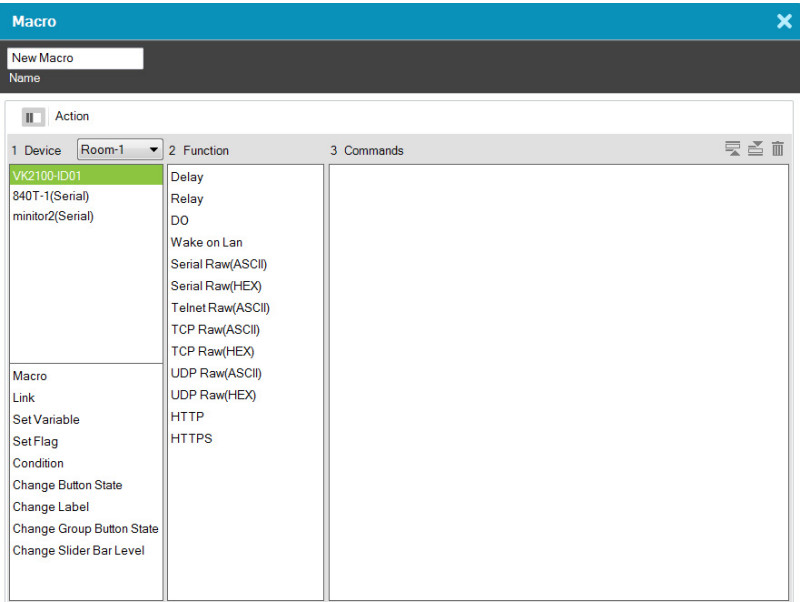 Macro
New Macro
Name
Action
1 Device Room-1 2 Function 3 Commands
VK2100-ID01
840T-1(Serial)
minitor2(Serial)
Macro
Link
Set Variable
Set Flag
Condition
Change Button State
Change Label
Change Group Button State
Change Slider Bar Level
Delay
Relay
DO
Wake on Lan
Serial Raw(ASCII)
Serial Raw(HEX)
Telnet Raw(ASCII)
TCP Raw(ASCII)
TCP Raw(HEX)
UDP Raw(ASCII)
UDP Raw(HEX)
HTTP
HTTPS